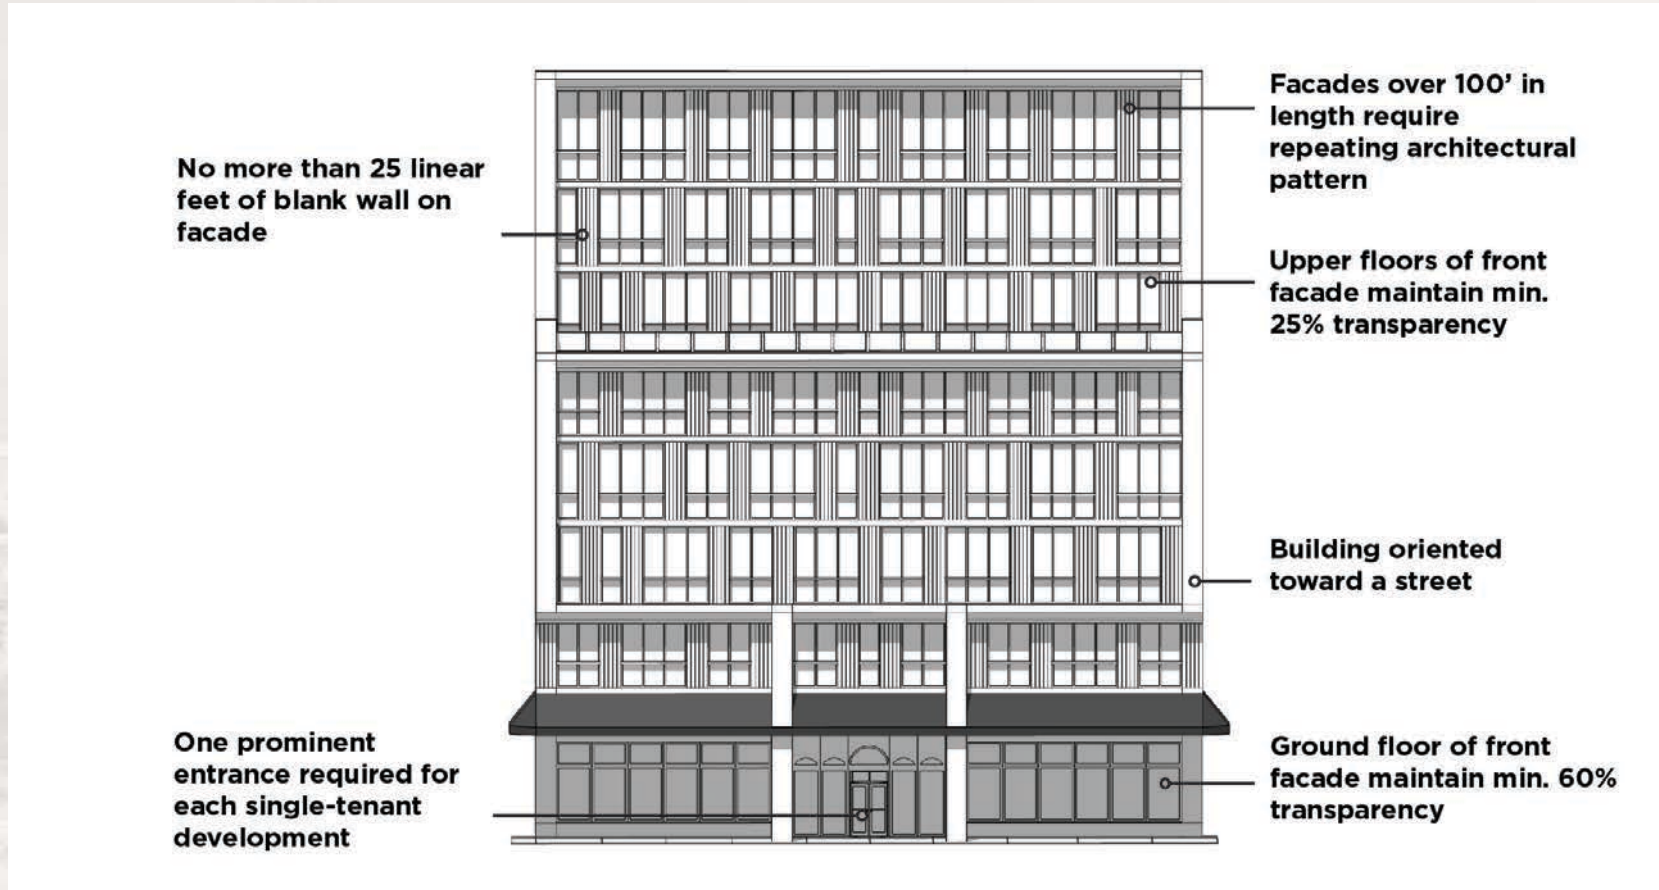 No more than 25 linear
feet of blank wall on
facade
One prominent
entrance required for
each single-tenant
development
Facades over 100’ in
length require
repeating architectural
pattern
Upper floors of front
facade maintain min.
25% transparency
Building oriented
toward a street
Ground floor of front
facade maintain min. 60%
transparency